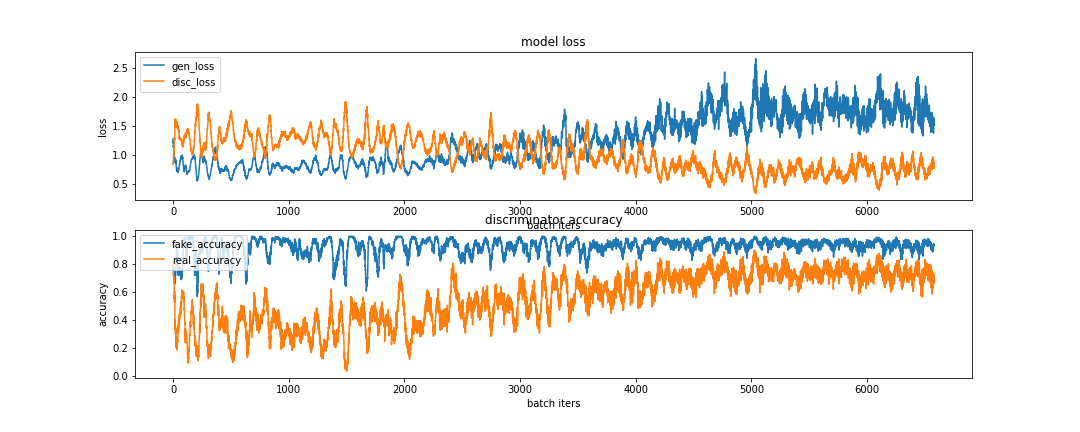 model loss
gen_loss
disc_loss
2.5
2.0
1.5
1.0
0.5
loss
0 1000 2000 3000 4000 5000 6000
batch iters
discriminator accuracy
fake_accuracy
real_accuracy
1.0
0.8
0.6
0.4
0.2
0.0
accuracy
0 1000 2000 3000 4000 5000 6000
batch iters